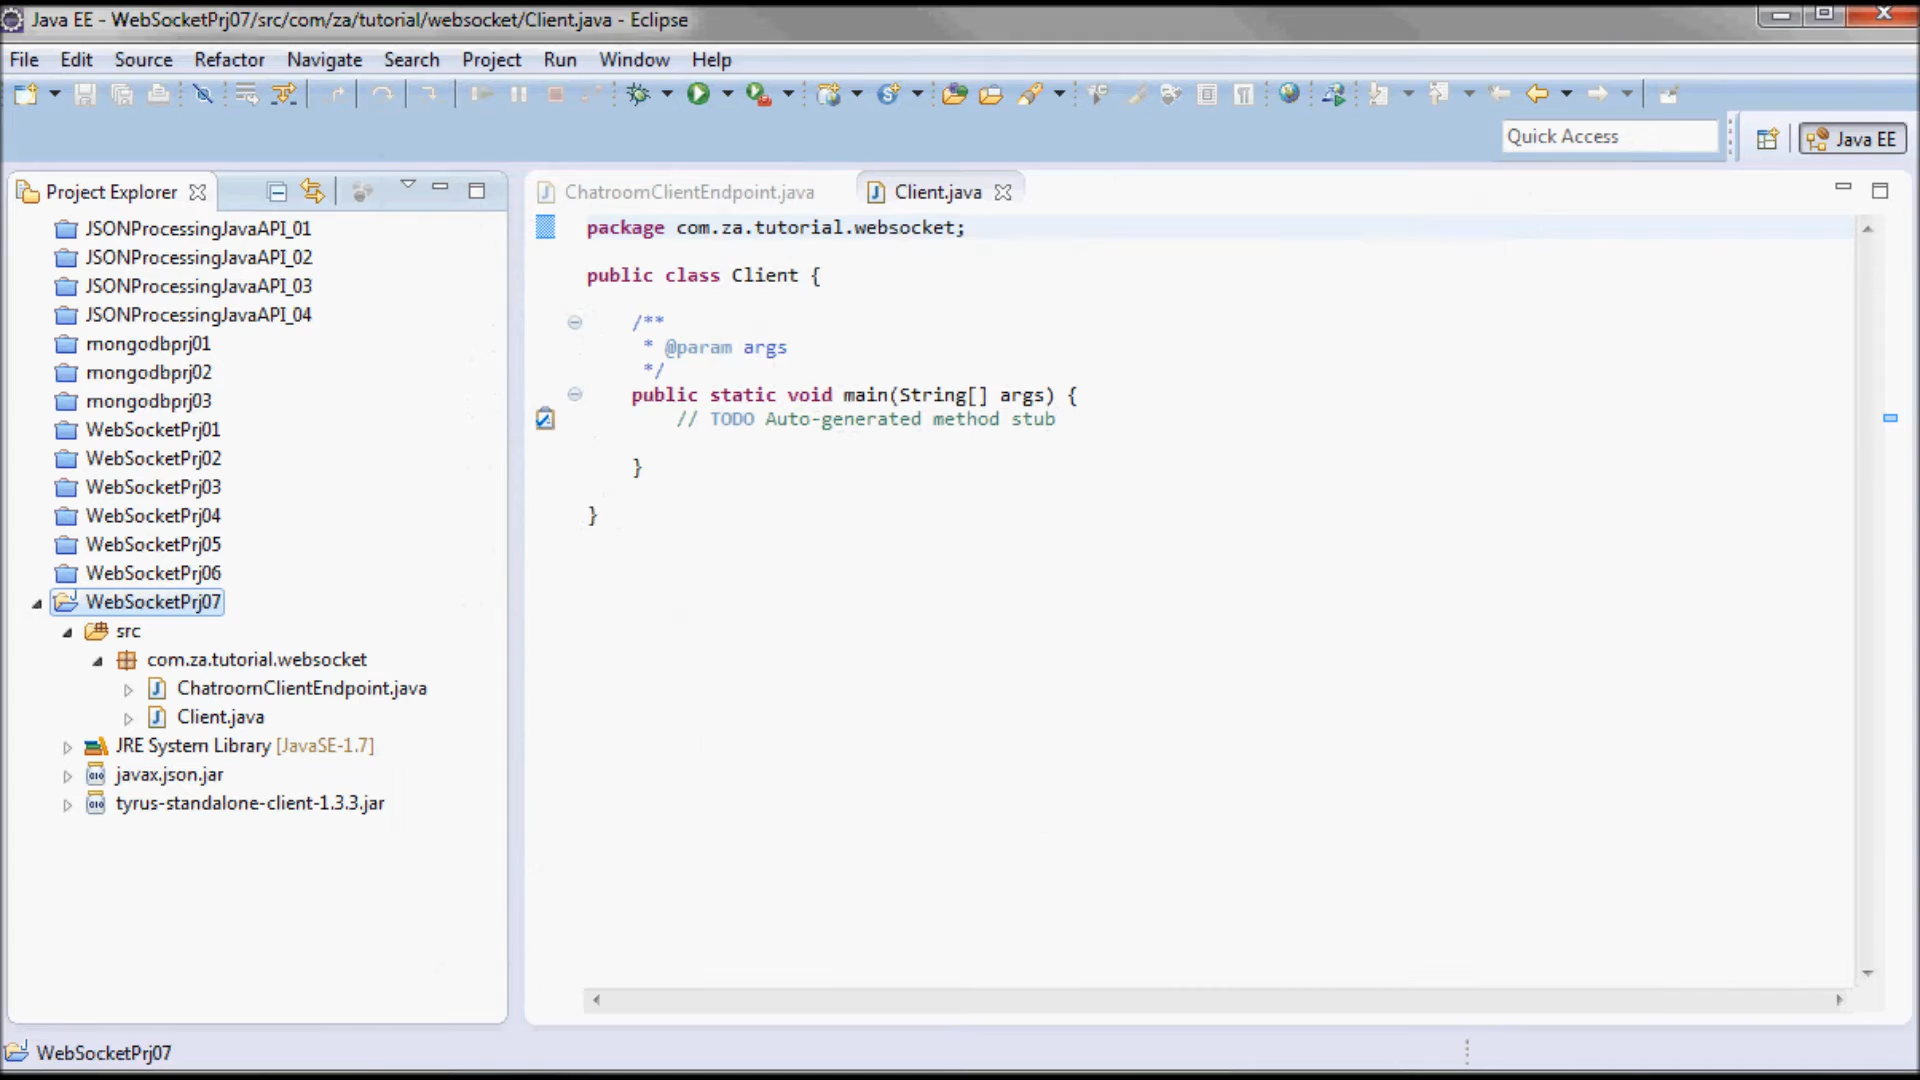 Java EE - WebSocketPrj07/src/com/za/tutorial/websocket/Client.java - Eclipse
File Edit Source Refactor Navigate Search Project Run Window Help
Quick Access
Java EE
Project Explorer
ChatroomClientEndpoint.java
Client.java
JSONProcessingJavaAPI_01
JSONProcessingJavaAPI_02
JSONProcessingJavaAPI_03
JSONProcessingJavaAPI_04
mongodbprj01
mongodbprj02
mongodbprj03
WebSocketPrj01
WebSocketPrj02
WebSocketPrj03
WebSocketPrj04
WebSocketPrj05
WebSocketPrj06
WebSocketPrj07
src
com.za.tutorial.websocket
ChatroomClientEndpoint.java
Client.java
JRE System Library [JavaSE-1.7]
javax.json.jar
tyrus-standalone-client-1.3.3.jar
package com.za.tutorial.websocket;
public class Client {
/**
* @param args
*/
public static void main(String[] args) {
// TODO Auto-generated method stub
}
}
WebSocketPrj07